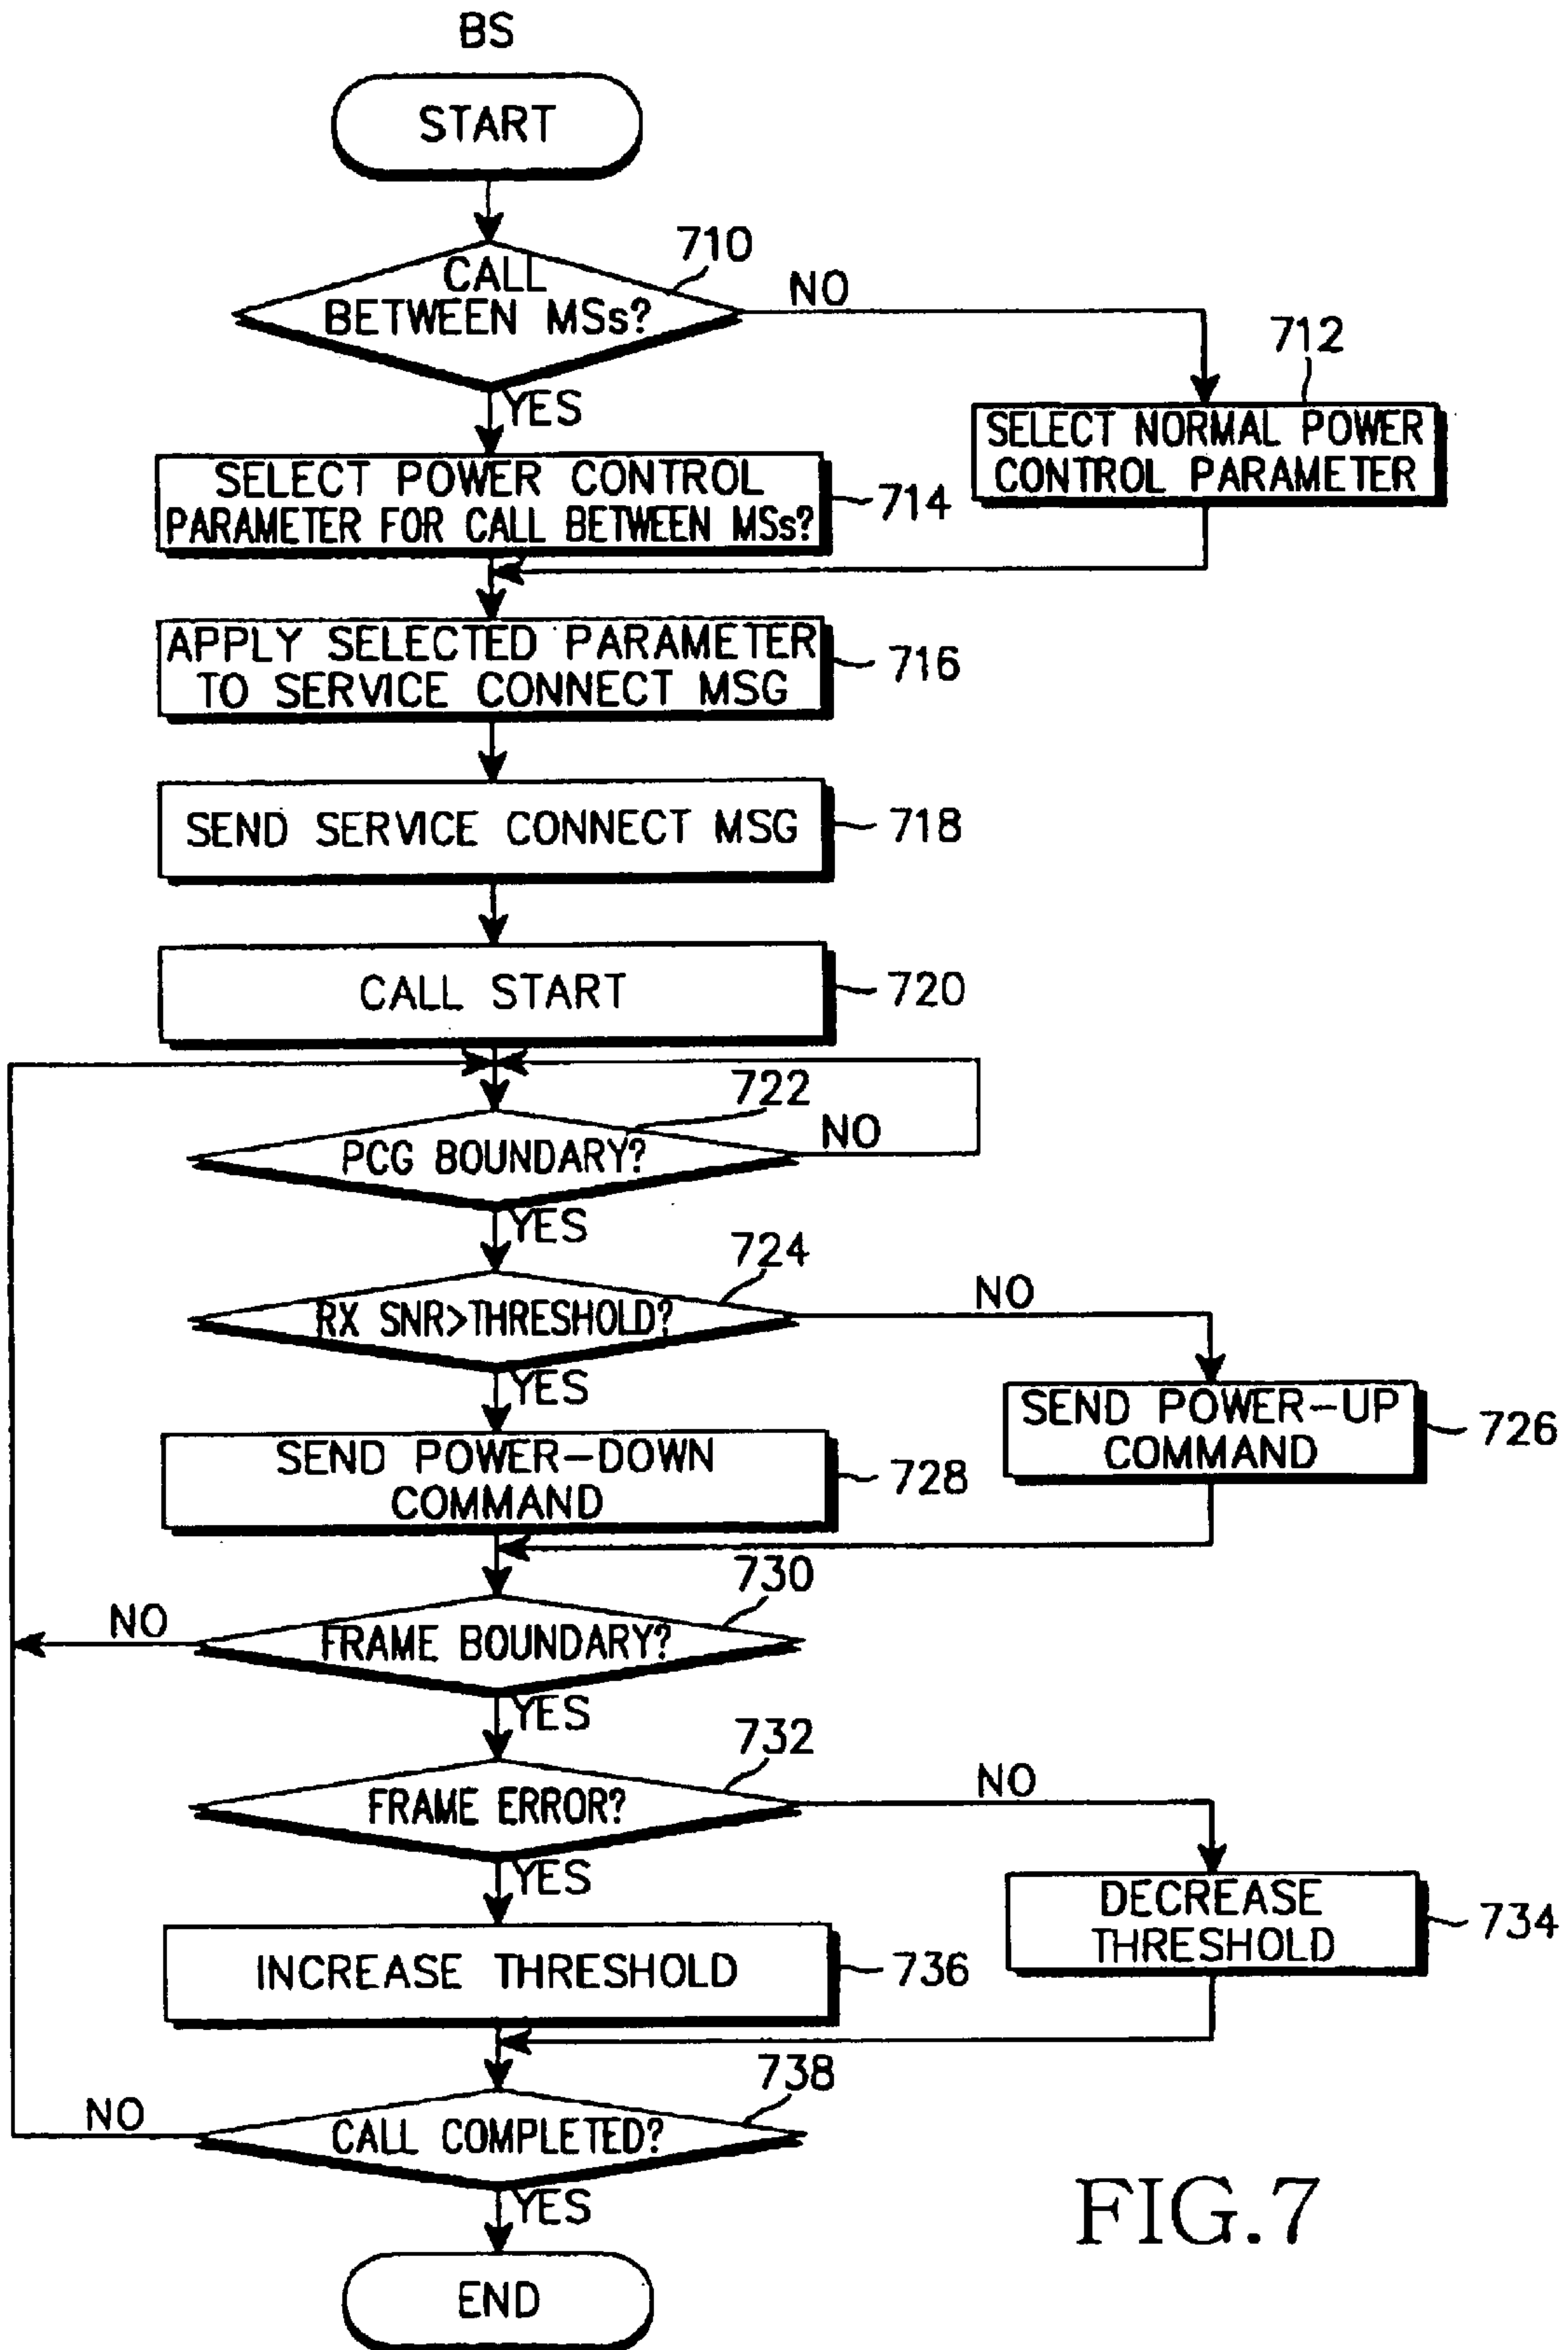 BS
START
710
CALL
BETWEEN MSs?
NO
712
YES
SELECT NORMAL POWER
CONTROL PARAMETER
SELECT POWER CONTROL
PARAMETER FOR CALL BETWEEN MSs?
714
APPLY SELECTED PARAMETER
TO SERVICE CONNECT MSG
716
SEND SERVICE CONNECT MSG
718
CALL START
720
722
PCG BOUNDARY?
NO
YES
724
RX SNR>THRESHOLD?
NO
YES
SEND POWER-UP
COMMAND
726
SEND POWER-DOWN
COMMAND
728
730
NO
FRAME BOUNDARY?
YES
732
FRAME ERROR?
NO
YES
DECREASE
THRESHOLD
734
INCREASE THRESHOLD
736
738
NO
CALL COMPLETED?
YES
FIG.7
END